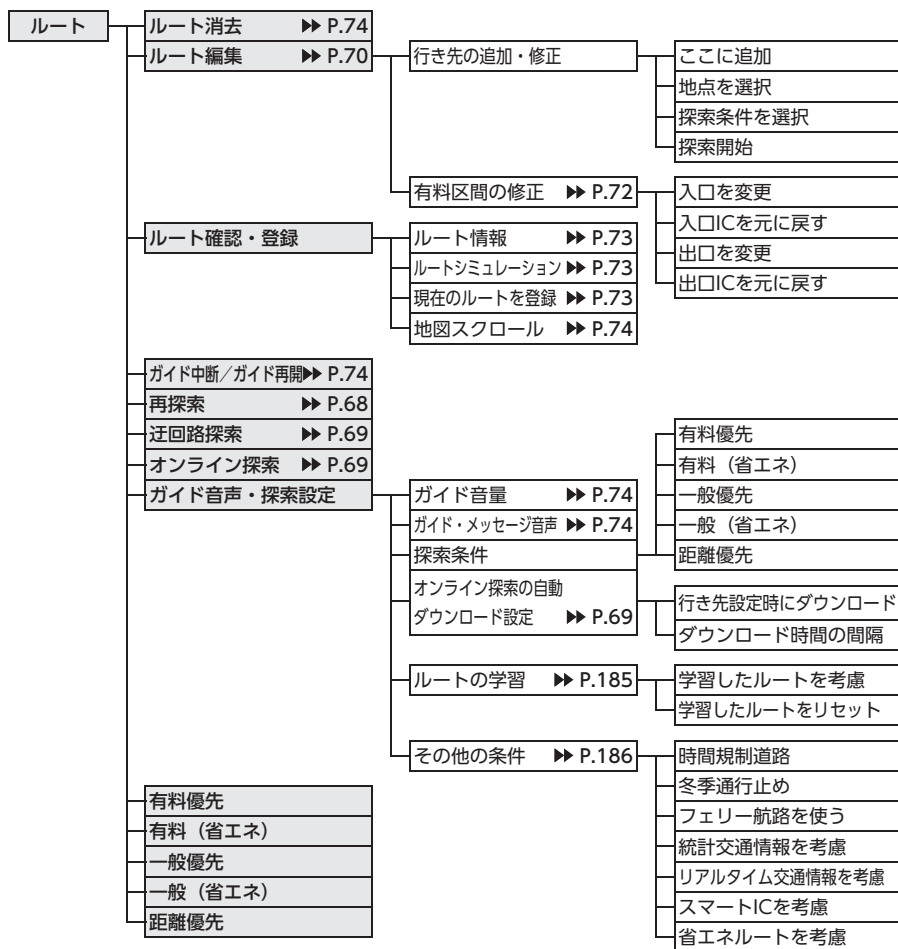 ルート
ルート消去 ▶▶ P.74
ルート編集 ▶▶ P.70
行き先の追加・修正
ここに追加
地点を選択
探索条件を選択
探索開始
有料区間の修正 ▶▶ P.72
入口を変更
入口ICを元に戻す
出口を変更
出口ICを元に戻す
ルート確認・登録
ルート情報 ▶▶ P.73
ルートシミュレーション ▶▶ P.73
現在のルートを登録 ▶▶ P.73
地図スクロール ▶▶ P.74
ガイド中断／ガイド再開▶▶ P.74
再探索 ▶▶ P.68
迂回路探索 ▶▶ P.69
オンライン探索 ▶▶ P.69
ガイド音声・探索設定
ガイド音量 ▶▶ P.74
ガイド・メッセージ音声 ▶▶ P.74
探索条件
有料優先
有料（省エネ）
一般優先
一般（省エネ）
距離優先
オンライン探索の自動
ダウンロード設定 ▶▶ P.69
行き先設定時にダウンロード
ダウンロード時間の間隔
ルートの学習 ▶▶ P.185
学習したルートを考慮
学習したルートをリセット
その他の条件 ▶▶ P.186
時間規制道路
冬季通行止め
フェリー航路を使う
統計交通情報を考慮
リアルタイム交通情報を考慮
スマートICを考慮
省エネルートを考慮
有料優先
有料（省エネ）
一般優先
一般（省エネ）
距離優先